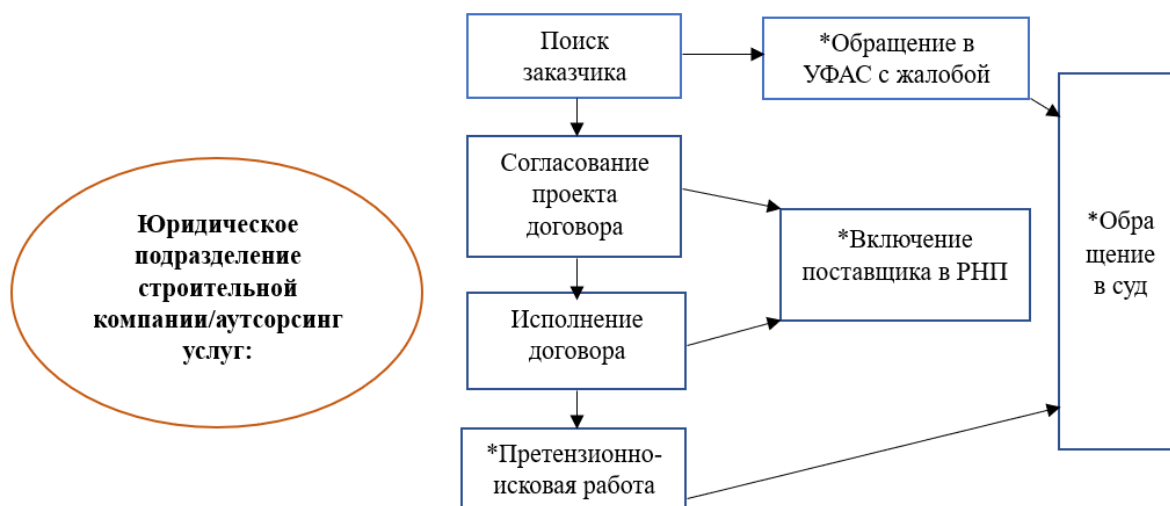 Поиск
заказчика
*Обращение в
УФАС с жалобой
Согласование
проекта
договора
Юридическое
подразделение
строительной
компании/аутсорсинг
услуг:
*Включение
поставщика в РНП
*Обра
щение
в суд
Исполнение
договора
*Претензионно-
исковая работа